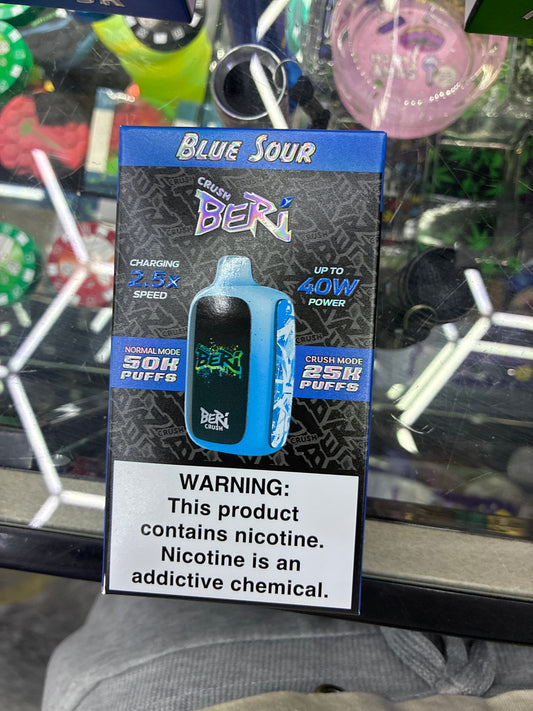 BLUE SOUR
CRUSH
BERI
CHARGING
2.5X
SPEED
UP TO
40W
POWER
NORMAL MODE
50K
PUFFS
CRUSH MODE
25K
PUFFS
BERI
BERI
CRUSH
WARNING:
This product
contains nicotine.
Nicotine is an
addictive chemical.